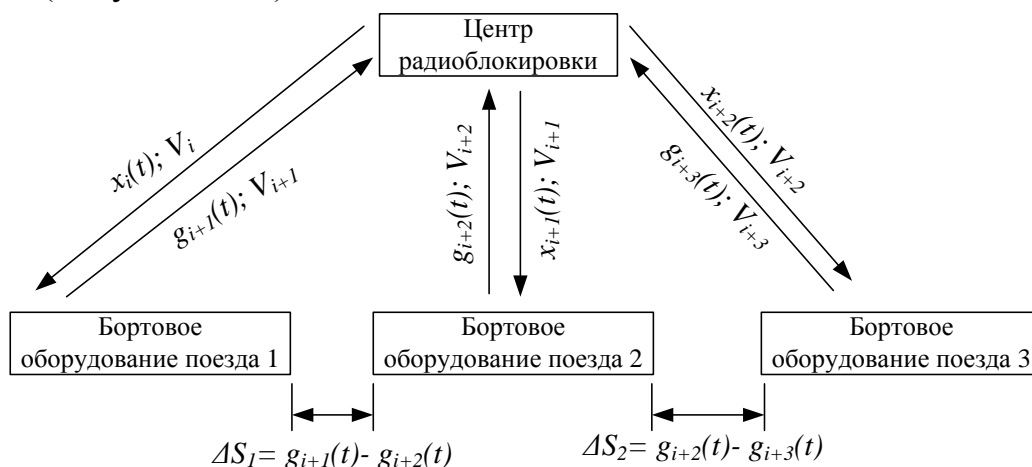 Центр
радиоблокировки
x_i(t); V_i
g_{i+1}(t); V_{i+1}
g_{i+2}(t); V_{i+2}
x_{i+1}(t); V_{i+1}
x_{i+2}(t); V_{i+2}
g_{i+3}(t); V_{i+3}
Бортовое
оборудование поезда 1
Бортовое
оборудование поезда 2
Бортовое
оборудование поезда 3
ΔS_1= g_{i+1}(t)- g_{i+2}(t)
ΔS_2= g_{i+2}(t)- g_{i+3}(t)